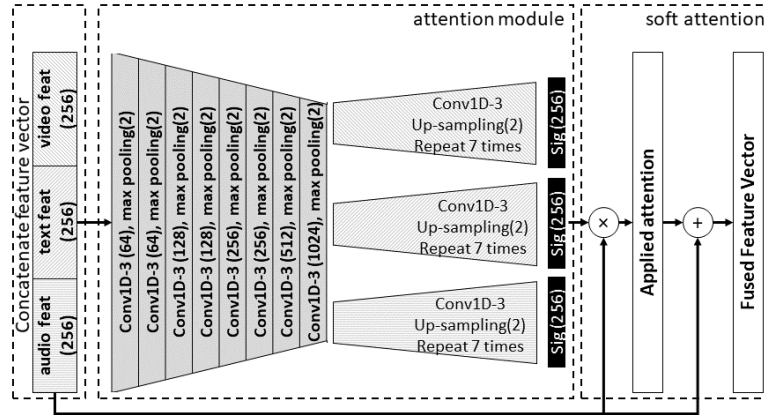 attention module
soft attention
Concatenate feature vector
video feat
(256)
text feat
(256)
audio feat
(256)
Conv1D-3 (64), max pooling(2)
Conv1D-3 (64), max pooling(2)
Conv1D-3 (128), max pooling(2)
Conv1D-3 (128), max pooling(2)
Conv1D-3 (256), max pooling(2)
Conv1D-3 (256), max pooling(2)
Conv1D-3 (512), max pooling(2)
Conv1D-3 (1024), max pooling(2)
Conv1D-3
Up-sampling(2)
Repeat 7 times
Sig (256)
Conv1D-3
Up-sampling(2)
Repeat 7 times
Sig (256)
Conv1D-3
Up-sampling(2)
Repeat 7 times
Sig (256)
×
Applied attention
+
Fused Feature Vector